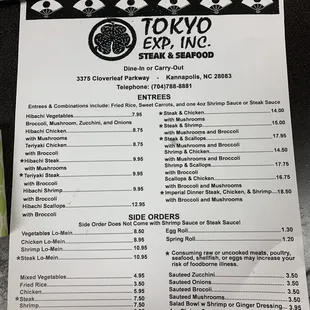 TOKYO
EXP, INC.
STEAK & SEAFOOD
Dine-In or Carry-Out
3375 Cloverleaf Parkway - Kannapolis, NC 28083
Telephone: (704)788-8881
ENTREES
Entrees & Combinations include: Fried Rice, Sweet Carrots, and one 4oz Shrimp Sauce or Steak Sauce
Hibachi Vegetables 7.95
Broccoli, Mushroom, Zucchini, and Onions
Hibachi Chicken 8.75
with Mushrooms
Teriyaki Chicken 8.75
with Broccoli
*Hibachi Steak 9.95
with Mushrooms
*Teriyaki Steak 9.95
with Broccoli
Hibachi Shrimp 9.95
with Broccoli
Hibachi Scallops 12.95
with Broccoli
*Steak & Chicken 14.00
with Mushrooms
*Steak & Shrimp 15.00
with Mushrooms and Broccoli
Shrimp & Chicken 14.50
with Mushrooms and Broccoli
*Steak & Scallops 17.75
with Mushrooms and Broccoli
Shrimp & Scallops 17.75
with Broccoli
Scallops & Chicken 16.75
with Broccoli and Mushrooms
*Imperial Dinner Steak, Chicken, & Shrimp 18.50
with Broccoli and Mushrooms
SIDE ORDERS
Side Order Does Not Come with Shrimp Sauce or Steak Sauce!
Vegetables Lo-Mein 8.50
Chicken Lo-Mein 9.95
Shrimp Lo-Mein 10.95
*Steak Lo-Mein 10.95
Mixed Vegetables 4.95
Fried Rice 3.50
Chicken 5.95
*Steak 7.50
Shrimp 7.50
Egg Roll 1.30
Spring Roll 1.20
* Consuming raw or uncooked meats, poultry,
seafood, shelfish, or eggs may increase your
risk of foodborne illness.
Sauteed Zucchini 3.50
Sauteed Onions 3.50
Sauteed Brocoli 3.50
Sauteed Mushrooms 3.50
Salad Bowl w Shrimp or Ginger Dressing 3.95